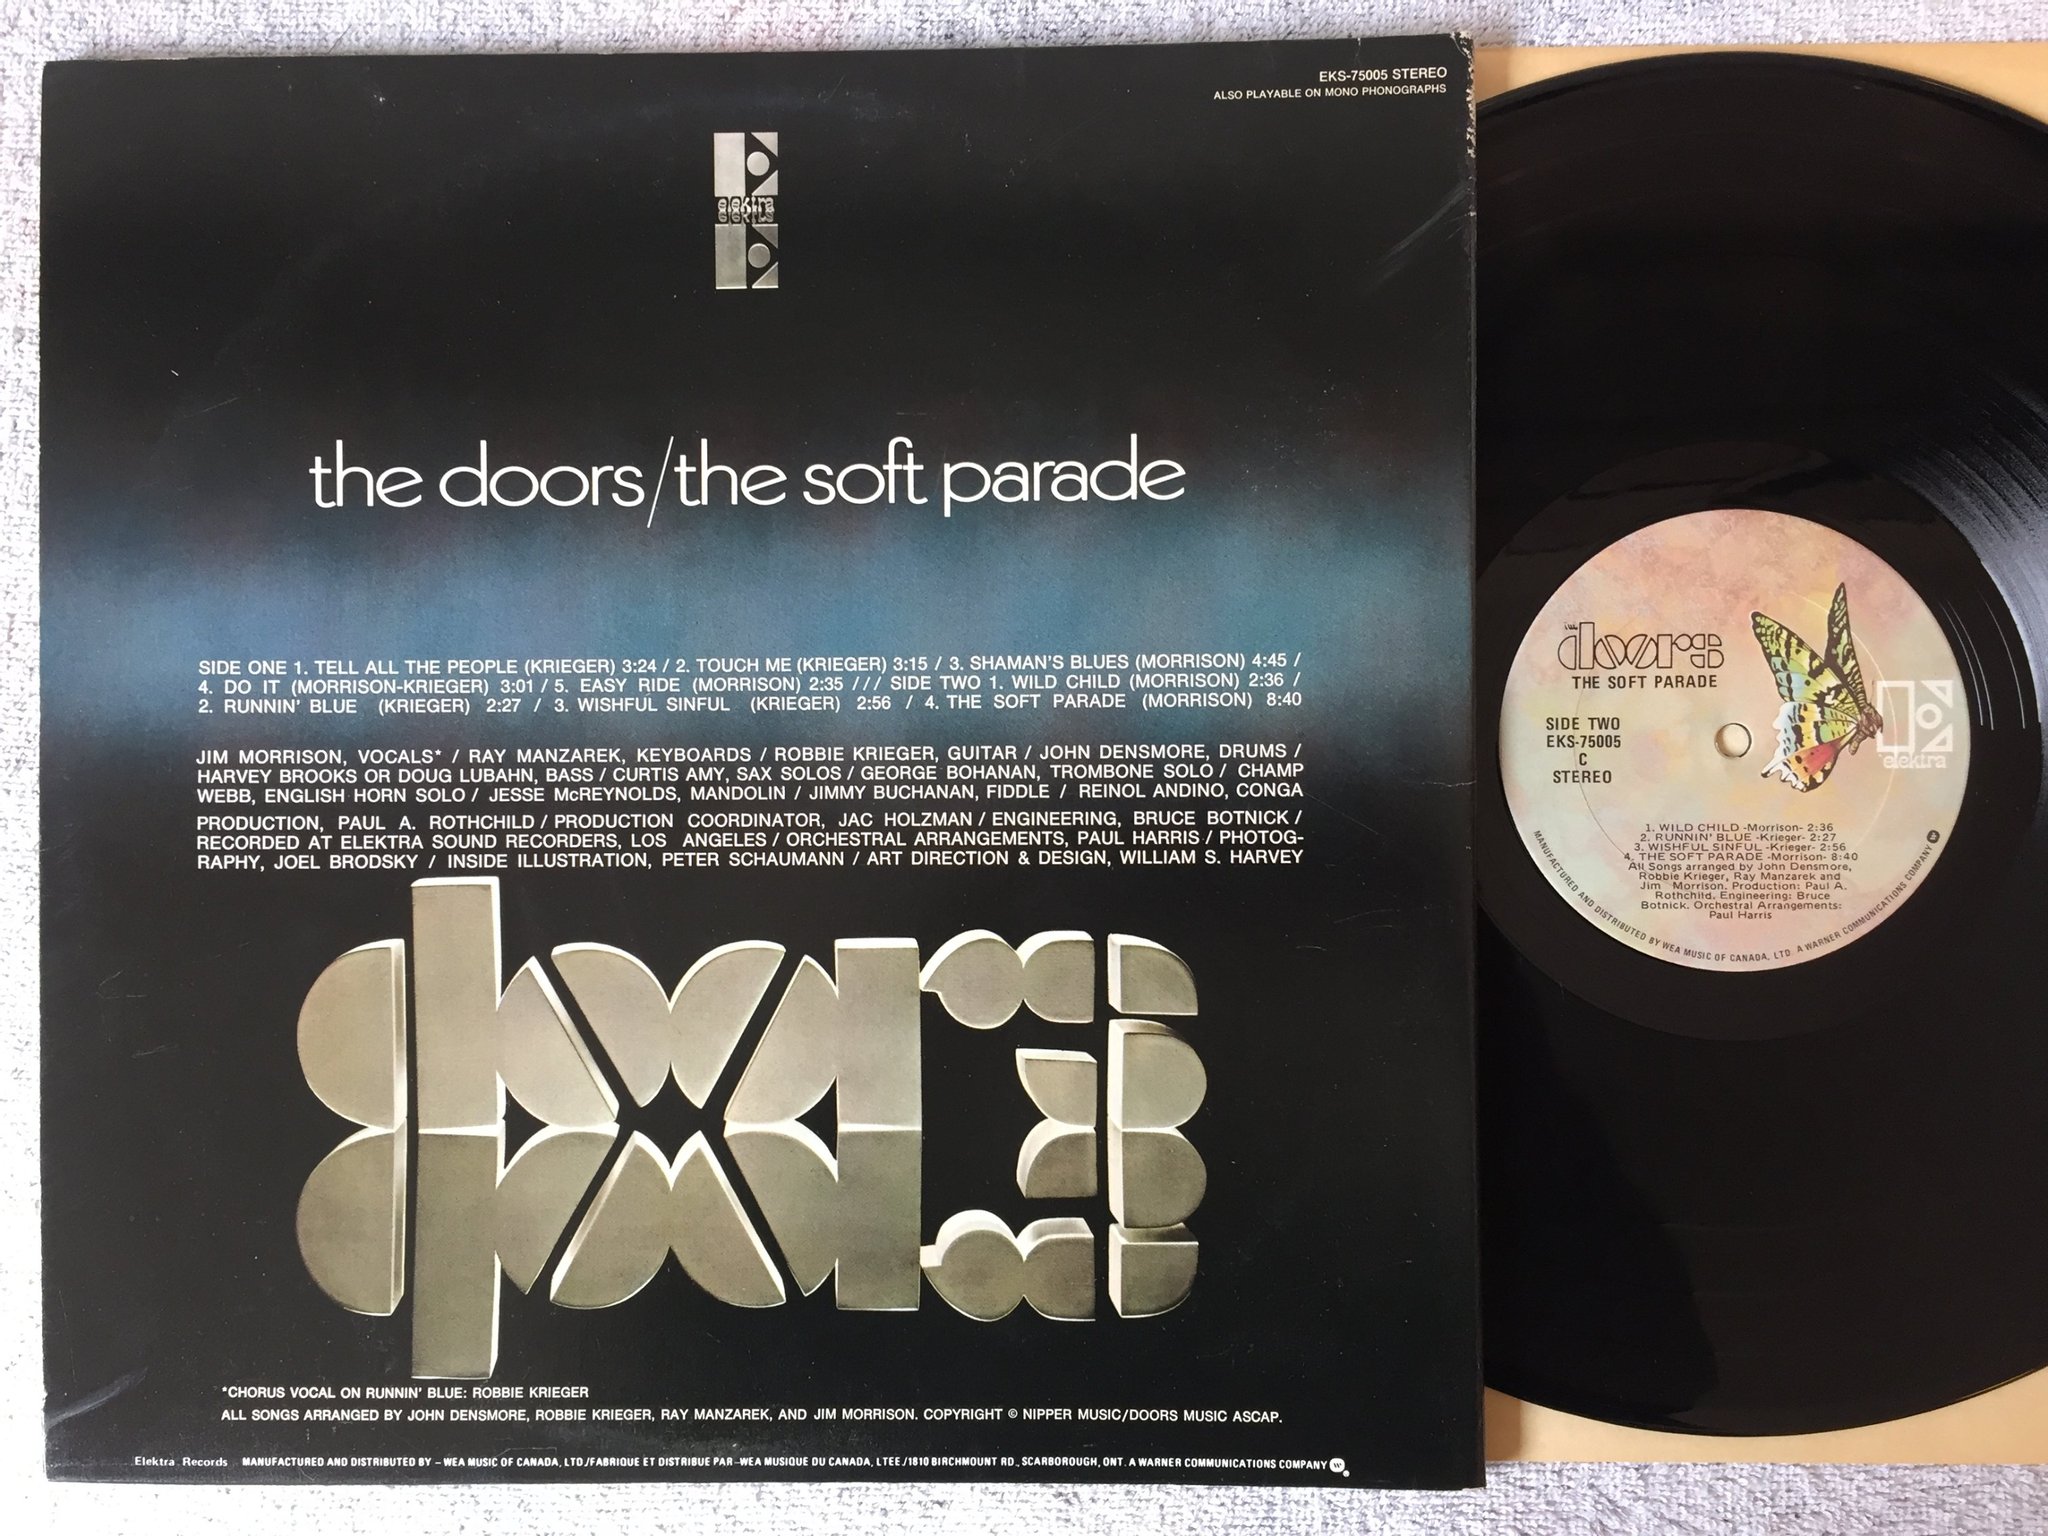 EKS-75005 STEREO
ALSO PLAYABLE ON MONO PHONOGRAPHS
elektra
the doors/the soft parade
SIDE ONE 1. TELL ALL THE PEOPLE (KRIEGER) 3:24 / 2. TOUCH ME (KRIEGER) 3:15 / 3. SHAMAN'S BLUES (MORRISON) 4:45 /
4. DO IT (MORRISON-KRIEGER) 3:01 / 5. EASY RIDE (MORRISON) 2:35 /// SIDE TWO 1. WILD CHILD (MORRISON) 2:36 /
2. RUNNIN' BLUE (KRIEGER) 2:27 / 3. WISHFUL SINFUL (KRIEGER) 2:56 / 4. THE SOFT PARADE (MORRISON) 8:40
JIM MORRISON, VOCALS* / RAY MANZAREK, KEYBOARDS / ROBBIE KRIEGER, GUITAR / JOHN DENSMORE, DRUMS /
HARVEY BROOKS OR DOUG LUBAHN, BASS / CURTIS AMY, SAX SOLOS / GEORGE BOHANAN, TROMBONE SOLO / CHAMP
WEBB, ENGLISH HORN SOLO / JESSE McREYNOLDS, MANDOLIN / JIMMY BUCHANAN, FIDDLE / REINOL ANDINO, CONGA
PRODUCTION, PAUL A. ROTHCHILD / PRODUCTION COORDINATOR, JAC HOLZMAN / ENGINEERING, BRUCE BOTNICK /
RECORDED AT ELEKTRA SOUND RECORDERS, LOS ANGELES / ORCHESTRAL ARRANGEMENTS, PAUL HARRIS / PHOTOG-
RAPHY, JOEL BRODSKY / INSIDE ILLUSTRATION, PETER SCHAUMANN / ART DIRECTION & DESIGN, WILLIAM S. HARVEY
doors
*CHORUS VOCAL ON RUNNIN' BLUE: ROBBIE KRIEGER
ALL SONGS ARRANGED BY JOHN DENSMORE, ROBBIE KRIEGER, RAY MANZAREK, AND JIM MORRISON. COPYRIGHT © NIPPER MUSIC/DOORS MUSIC ASCAP.
Elektra Records MANUFACTURED AND DISTRIBUTED BY – WEA MUSIC OF CANADA, LTD/FABRIQUE ET DISTRIBUE PAR-WEA MUSIQUE DU CANADA, LTEE./1810 BIRCHMOUNT RD., SCARBOROUGH, ONT. A WARNER COMMUNICATIONS COMPANY ®
the doors
THE SOFT PARADE
SIDE TWO
EKS-75005
C
STEREO
elektra
1. WILD CHILD -Morrison- 2:36
2. RUNNIN' BLUE -Krieger- 2:27
3. WISHFUL SINFUL -Krieger- 2:56
4. THE SOFT PARADE -Morrison- 8:40
All Songs arranged by John Densmore,
Robbie Krieger, Ray Manzarek and
Jim Morrison. Production: Paul A.
Rothchild. Engineering: Bruce
Botnick. Orchestral Arrangements:
Paul Harris
MANUFACTURED AND DISTRIBUTED BY WEA MUSIC OF CANADA, LTD. A WARNER COMMUNICATIONS COMPANY